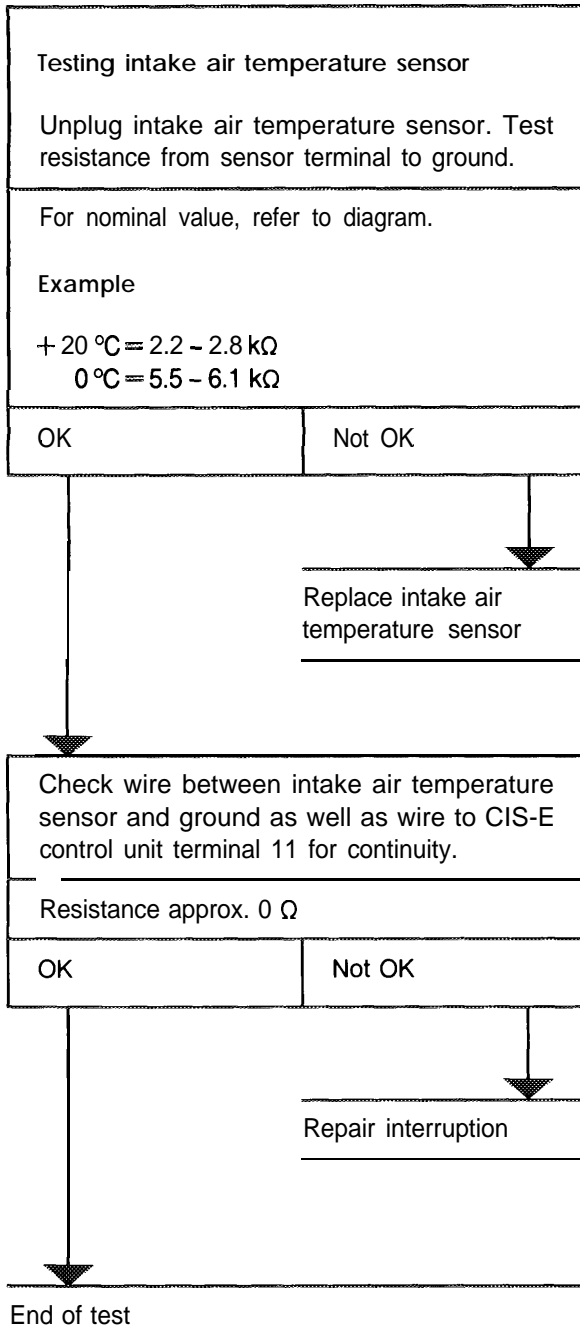 Testing intake air temperature sensor
Unplug intake air temperature sensor. Test
resistance from sensor terminal to ground.
For nominal value, refer to diagram.
Example
+ 20 °C = 2.2 – 2.8 kΩ
0 °C = 5.5 – 6.1 kΩ
OK Not OK
Replace intake air
temperature sensor
Check wire between intake air temperature
sensor and ground as well as wire to CIS-E
control unit terminal 11 for continuity.
Resistance approx. 0 Ω
OK Not OK
Repair interruption
End of test